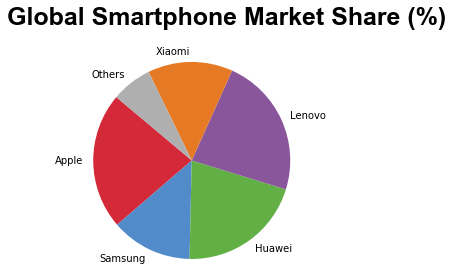 Global Smartphone Market Share (%)
Xiaomi
Others
Lenovo
Apple
Huawei
Samsung